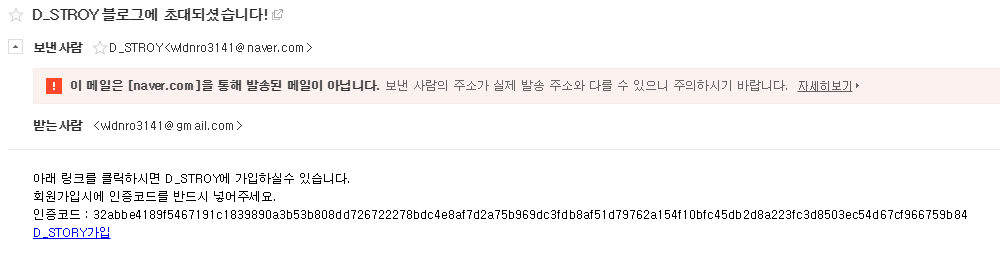 D_STROY 블로그에 초대되셨습니다!
보낸 사람 D_STROY<wldnro3141@naver.com>
이 메일은 [naver.com]을 통해 발송된 메일이 아닙니다. 보낸 사람의 주소가 실제 발송 주소와 다를 수 있으니 주의하시기 바랍니다. 자세히보기
받는사람 <wldnro3141@gmail.com>
아래 링크를 클릭하시면 D_STROY에 가입하실수 있습니다.
회원가입시에 인증코드를 반드시 넣어주세요.
인증코드 : 32abbe4189f5467191c1839890a3b53b808dd726722278bdc4e8af7d2a75b969dc3fdb8af51d79762a154f10bfc45db2d8a223fc3d8503ec54d67cf966759b84
D_STORY가입